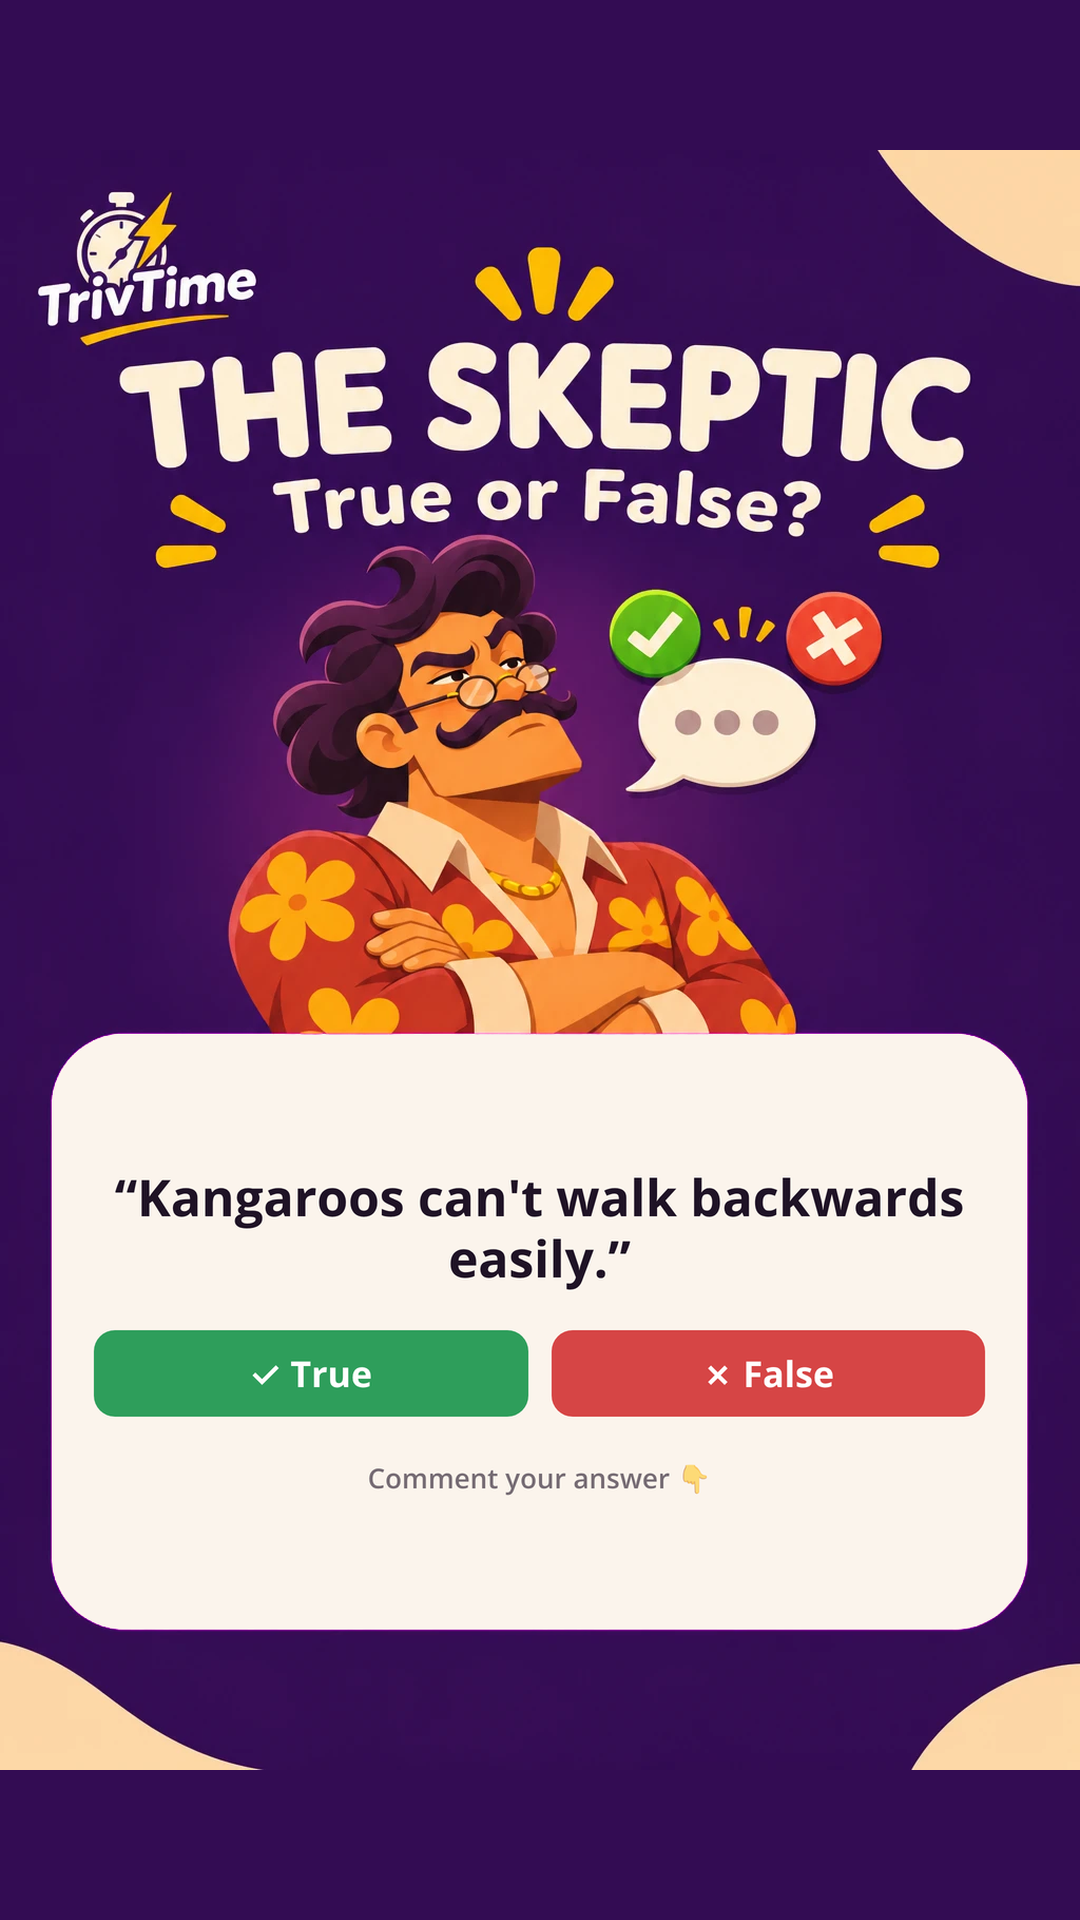 TrivTime
THE SKEPTIC
True or False?
“Kangaroos can't walk backwards
easily.”
✓ True
× False
Comment your answer 👇